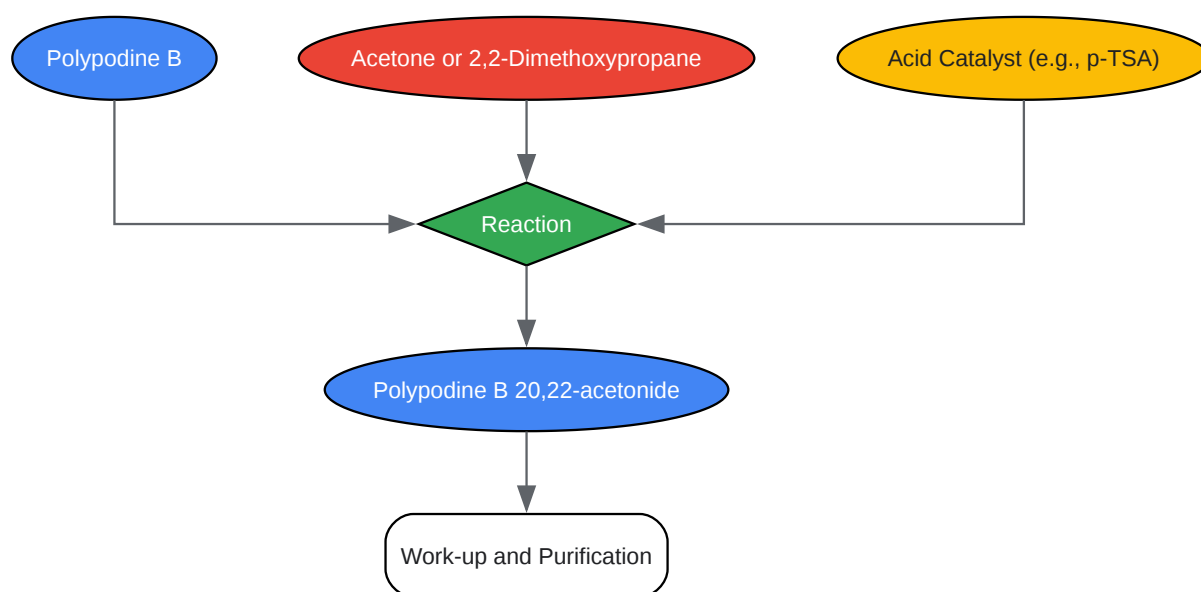 Polypodine B
Acetone or 2,2-Dimethoxypropane
Acid Catalyst (e.g., p-TSA)
Reaction
Polypodine B 20,22-acetonide
Work-up and Purification